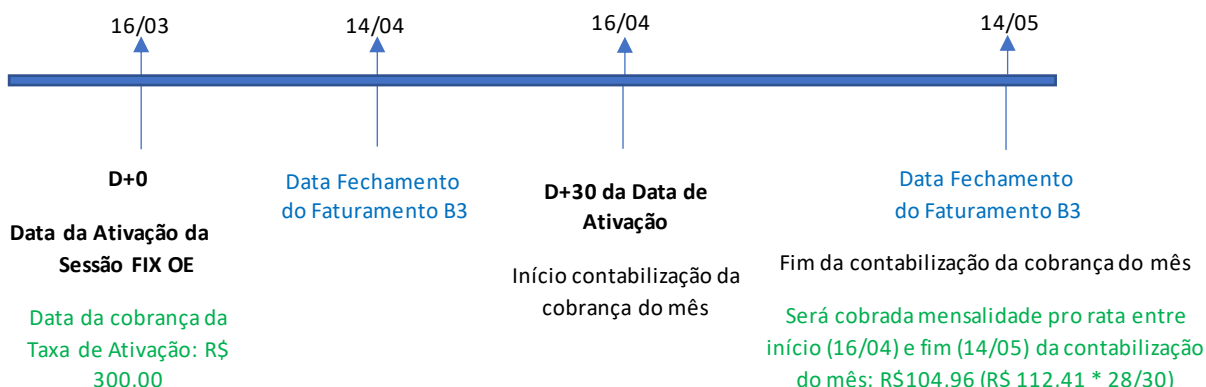 16/03
14/04
16/04
14/05
D+0
Data da Ativação da
Sessão FIX OE
Data da cobrança da
Taxa de Ativação: R$
300.00
Data Fechamento
do Faturamento B3
D+30 da Data de
Ativação
Início contabilização da
cobrança do mês
Data Fechamento
do Faturamento B3
Fim da contabilização da cobrança do mês
Será cobrada mensalidade pro rata entre
início (16/04) e fim (14/05) da contabilização
do mês: R$104.96 (R$ 112.41 * 28/30)